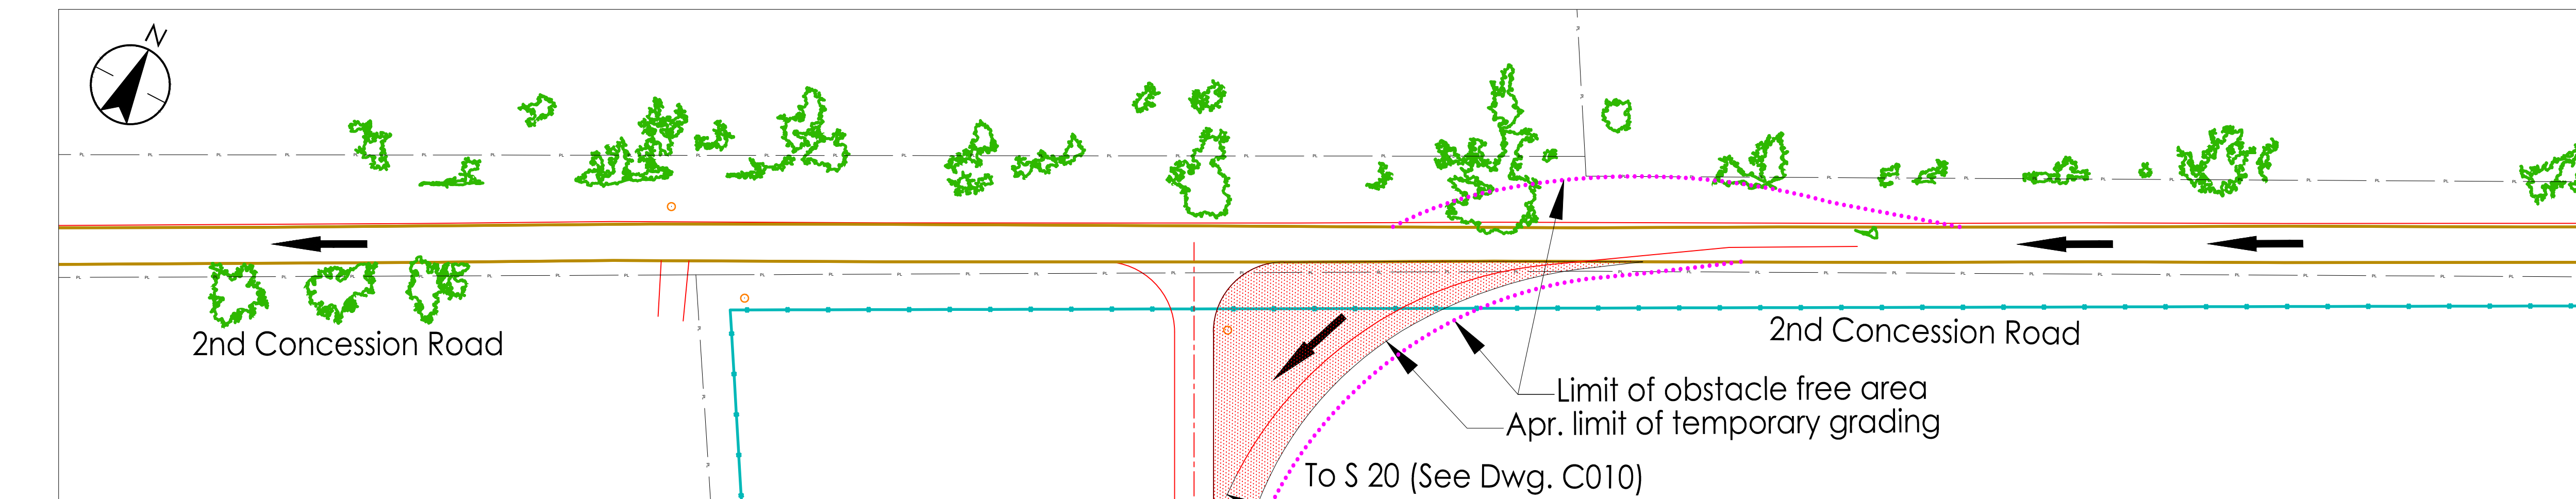 N
2nd Concession Road
2nd Concession Road
Limit of obstacle free area
Apr. limit of temporary grading
To S 20 (See Dwg. C010)